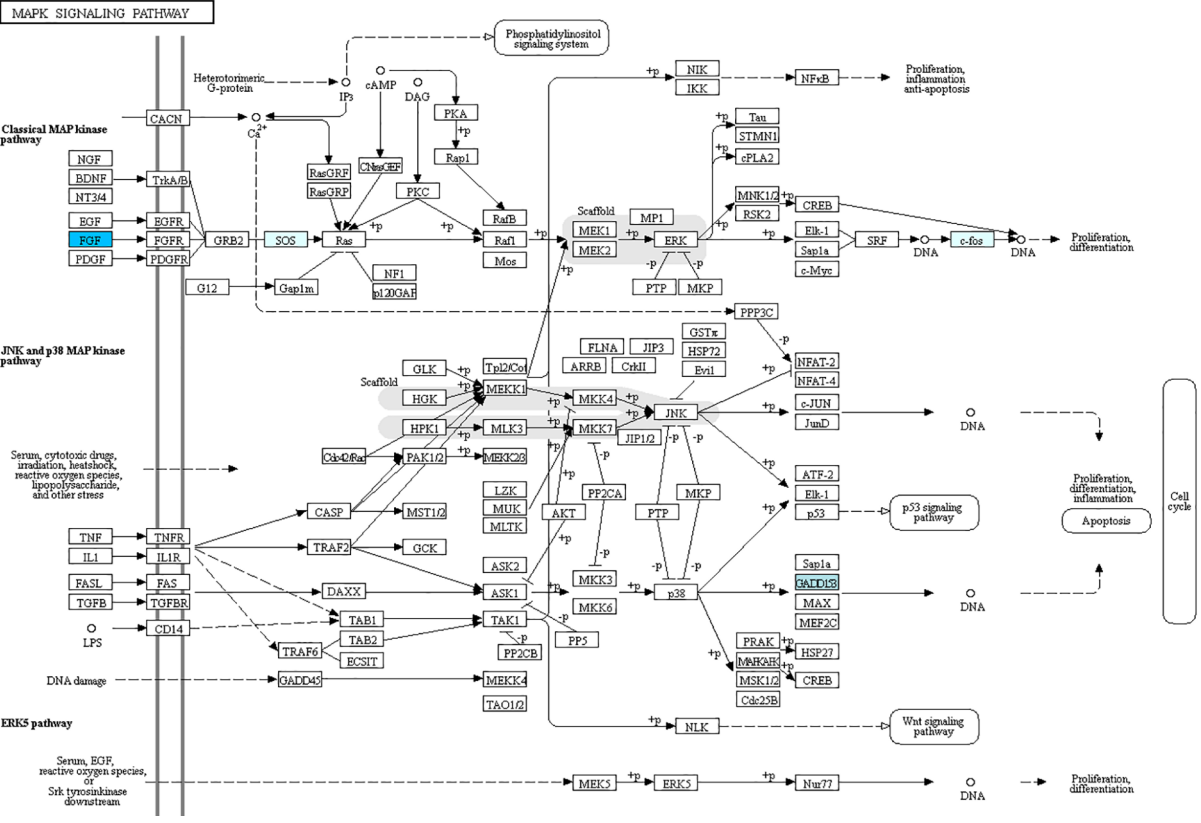 MAPK SIGNALING PATHWAY
Phosphatidylinositol
signaling system
Heterotorimeric
G-protein
IP3
cAMP
DAG
+p
NIK
IKK
NFκB
Proliferation,
inflammation
anti-apoptosis
CACN
Ca2+
PKA
+p
Rap1
Tau
STMN1
cPLA2
+p
+p
Classical MAP kinase
pathway
NGF
BDNF
NT3/4
TrkA/B
RasGRF
RasGRP
CNrasGEF
PKC
RafB
Scaffold
MP1
MNK1/2
RSK2
+p
CREB
EGF
EGFR
FGF
FGFR
GRB2
SOS
Ras
+p
+p
Raf1
Mos
+p
MEK1
MEK2
+p
ERK
+p
+p
Elk-1
Sap1a
c-Myc
SRF
DNA
c-fos
DNA
Proliferation,
differentiation
PDGF
PDGFR
G12
Gap1m
NF1
p120GAP
+p
-p
-p
PTP
MKP
PPP3C
-p
JNK and p38 MAP kinase
pathway
GLK
HGK
HPK1
Scaffold
+p
+p
+p
+p
Tpl2/Cot
MEKK1
MLK3
MEKK2/3
FLNA
JIP3
ARRB
CrkII
GSTπ
HSP72
Evi1
+p
+p
MKK4
MKK7
+p
+p
JNK
JIP1/2
+p
NFAT-2
NFAT-4
+p
c-JUN
JunD
DNA
Serum, cytotoxic drugs,
irradiation, heatshock,
reactive oxygen species,
lipopolysaccharide,
and other stress
Cdc42/Rac
PAK1/2
LZK
MUK
MLTK
+p
-p
PP2CA
AKT
+p
-p
-p
-p
PTP
MKP
-p
-p
+p
+p
ATF-2
Elk-1
p53
p53 signaling
pathway
Proliferation,
differentiation,
inflammation
Apoptosis
Cell
cycle
CASP
MST1/2
TNF
TNFR
IL1
IL1R
TRAF2
GCK
FASL
FAS
TGFB
TGFBR
DAXX
ASK2
ASK1
+p
MKK3
MKK6
+p
p38
+p
Sap1a
GADD153
MAX
MEF2C
DNA
LPS
CD14
TAB1
TAB2
ECSIT
TRAF6
TAK1
-p
-p
PP2CB
PP5
DNA damage
GADD45
MEKK4
TAO1/2
+p
PRAK
MAPKAPK
MSK1/2
Cdc25B
+p
+p
HSP27
CREB
ERK5 pathway
+p
NLK
Wnt signaling
pathway
Serum, EGF,
reactive oxygen species,
or
Srk tyrosinkinase
downstream
MEK5
+p
ERK5
+p
Nur77
DNA
Proliferation,
differentiation